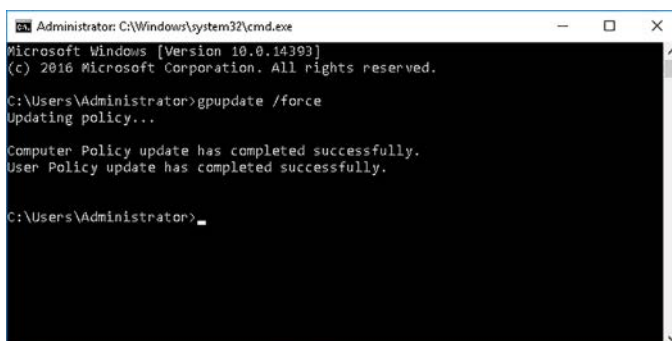 Administrator: C:\Windows\system32\cmd.exe
Microsoft Windows [Version 10.0.14393]
(c) 2016 Microsoft Corporation. All rights reserved.
C:\Users\Administrator>gpupdate /force
Updating policy...
Computer Policy update has completed successfully.
User Policy update has completed successfully.
C:\Users\Administrator>_